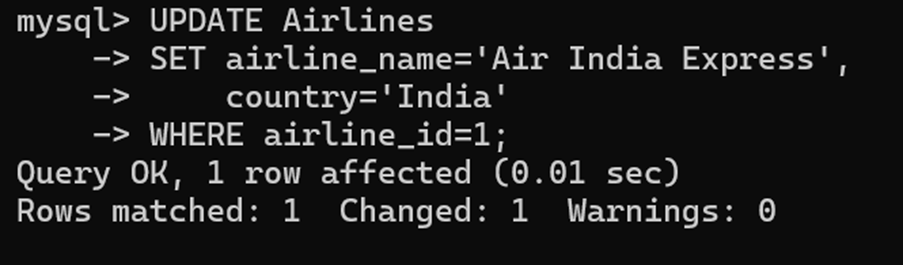 mysql> UPDATE Airlines
    -> SET airline_name='Air India Express',
    ->     country='India'
    -> WHERE airline_id=1;
Query OK, 1 row affected (0.01 sec)
Rows matched: 1  Changed: 1  Warnings: 0